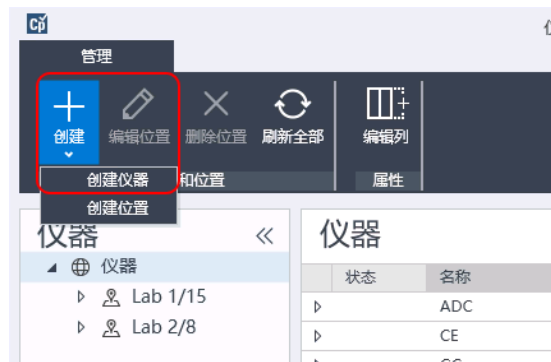 Cp
管理
创建
编辑位置
删除位置
刷新全部
编辑列
创建仪器
和位置
属性
创建位置
仪器
仪器
仪器
状态
名称
Lab 1/15
ADC
Lab 2/8
CE